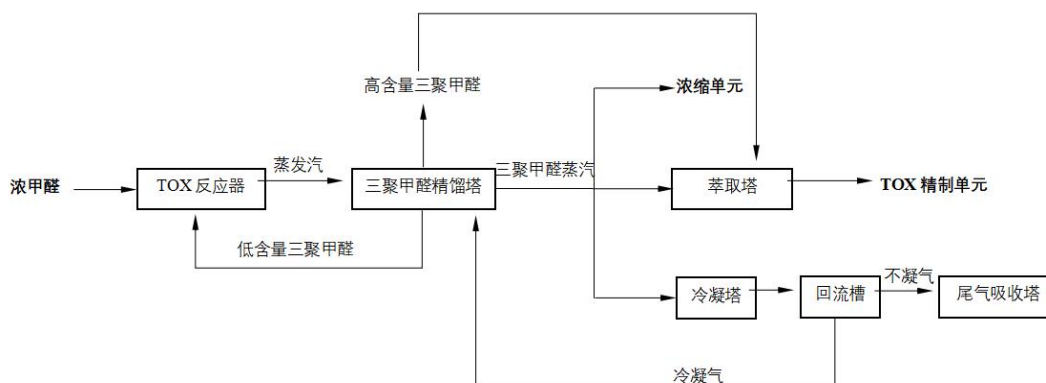 高含量三聚甲醛
浓缩单元
浓甲醛
TOX 反应器
蒸发汽
三聚甲醛精馏塔
三聚甲醛蒸汽
萃取塔
TOX 精制单元
低含量三聚甲醛
冷凝塔
回流槽
不凝气
尾气吸收塔
冷凝气